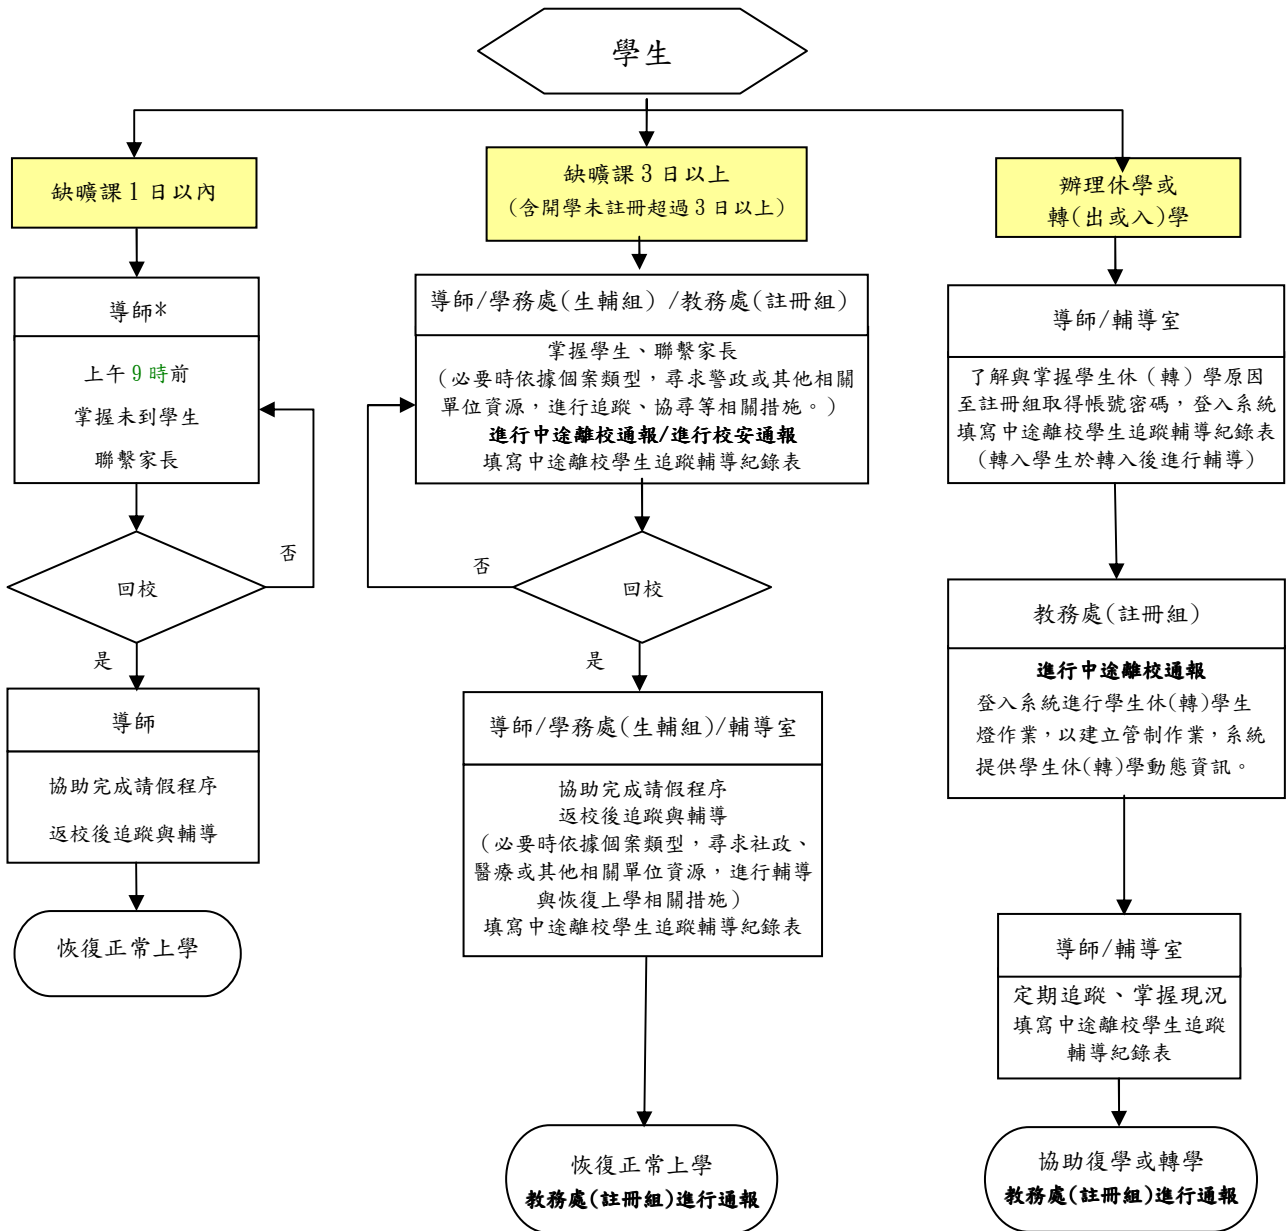 學生
缺曠課1日以內
導師*
上午 9 時前
掌握未到學生
聯繫家長
回校
否
是
導師
協助完成請假程序
返校後追蹤與輔導
恢復正常上學
缺曠課 3 日以上
(含開學未註冊超過 3 日以上)
導師/學務處(生輔組) /教務處(註冊組)
掌握學生、聯繫家長
(必要時依據個案類型,尋求警政或其他相關
單位資源,進行追蹤、協尋等相關措施。)
進行中途離校通報/進行校安通報
填寫中途離校學生追蹤輔導紀錄表
否
回校
是
導師/學務處(生輔組)/輔導室
協助完成請假程序
返校後追蹤與輔導
(必要時依據個案類型,尋求社政、
醫療或其他相關單位資源,進行輔導
與恢復上學相關措施)
填寫中途離校學生追蹤輔導紀錄表
恢復正常上學
教務處(註冊組)進行通報
辦理休學或
轉(出或入)學
導師/輔導室
了解與掌握學生休(轉)學原因
至註冊組取得帳號密碼,登入系統
填寫中途離校學生追蹤輔導紀錄表
(轉入學生於轉入後進行輔導)
教務處(註冊組)
進行中途離校通報
登入系統進行學生休(轉)學生
燈作業,以建立管制作業,系統
提供學生休(轉)學動態資訊。
導師/輔導室
定期追蹤、掌握現況
填寫中途離校學生追蹤
輔導紀錄表
協助復學或轉學
教務處(註冊組)進行通報